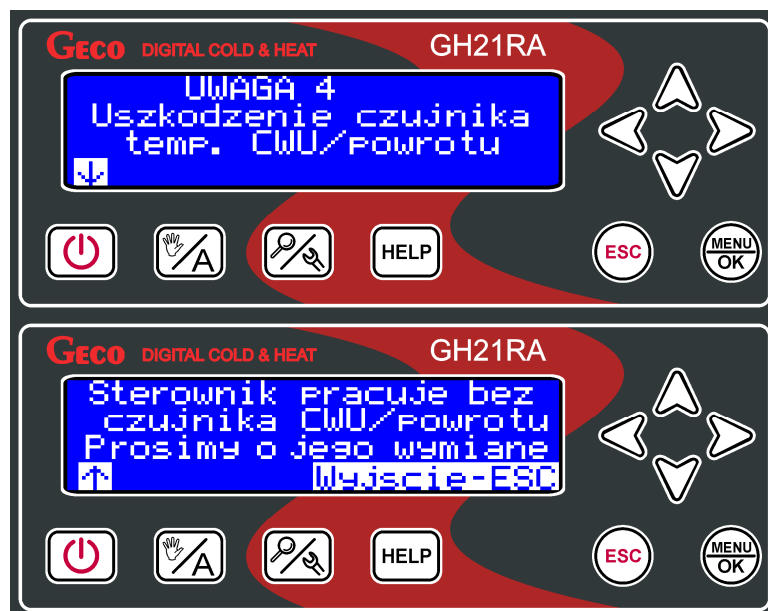 GECO DIGITAL COLD & HEAT GH21RA
UWAGA 4
Uszkodzenie czujnika
temp. CWU/powrotu
A HELP ESC MENU
OK
GECO DIGITAL COLD & HEAT GH21RA
Sterownik pracuje bez
czujnika CWU/powrotu
Prosimy o jego wymiane
Wyjscie-ESC
A HELP ESC MENU
OK